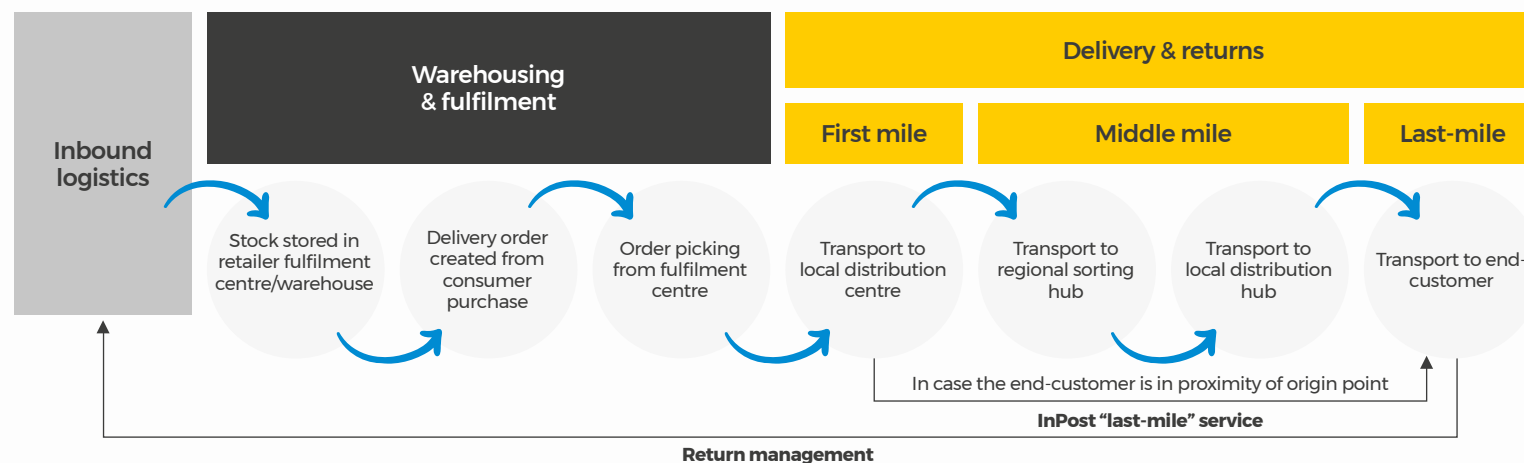 Inbound
logistics
Warehousing
& fulfilment
Delivery & returns
First mile
Middle mile
Last-mile
Stock stored in
retailer fulfilment
centre/warehouse
Delivery order
created from
consumer
purchase
Order picking
from fulfilment
centre
Transport to
local distribution
centre
Transport to
regional sorting
hub
Transport to
local distribution
hub
Transport to end-
customer
In case the end-customer is in proximity of origin point
InPost “last-mile” service
Return management